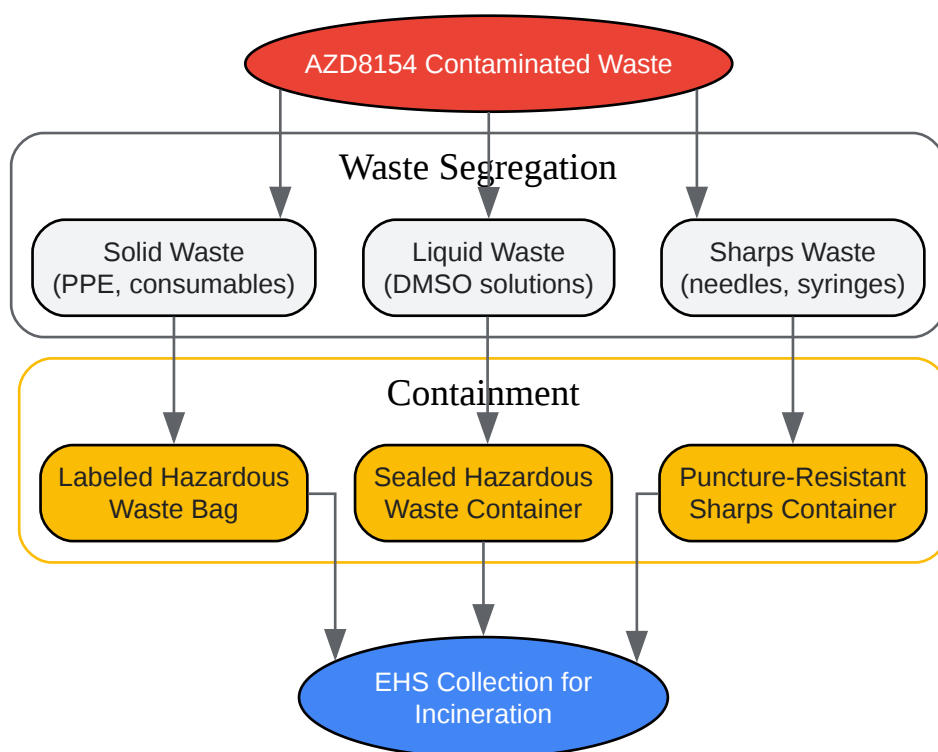 AZD8154 Contaminated Waste
Waste Segregation
Solid Waste
(PPE, consumables)
Liquid Waste
(DMSO solutions)
Sharps Waste
(needles, syringes)
Containment
Labeled Hazardous
Waste Bag
Sealed Hazardous
Waste Container
Puncture-Resistant
Sharps Container
EHS Collection for
Incineration